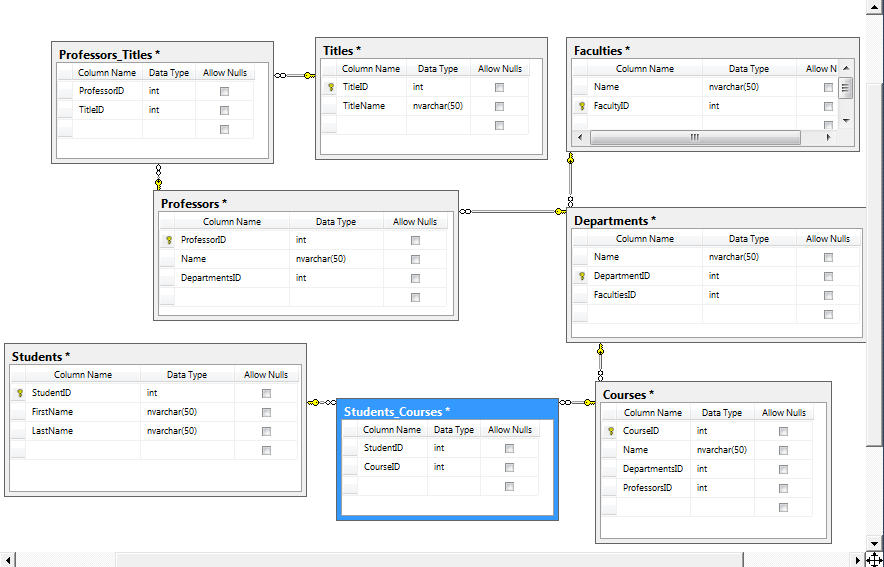 Professors_Titles *
Column Name Data Type Allow Nulls
ProfessorID int
TitleID int
Titles *
Column Name Data Type Allow Nulls
TitleID int
TitleName nvarchar(50)
Faculties *
Column Name Data Type Allow N
Name nvarchar(50)
FacultyID int
Professors *
Column Name Data Type Allow Nulls
ProfessorID int
Name nvarchar(50)
DepartmentsID int
Departments *
Column Name Data Type Allow Nulls
Name nvarchar(50)
DepartmentID int
FacultiesID int
Students *
Column Name Data Type Allow Nulls
StudentID int
FirstName nvarchar(50)
LastName nvarchar(50)
Students_Courses *
Column Name Data Type Allow Nulls
StudentID int
CourseID int
Courses *
Column Name Data Type Allow Nulls
CourseID int
Name nvarchar(50)
DepartmentsID int
ProfessorsID int